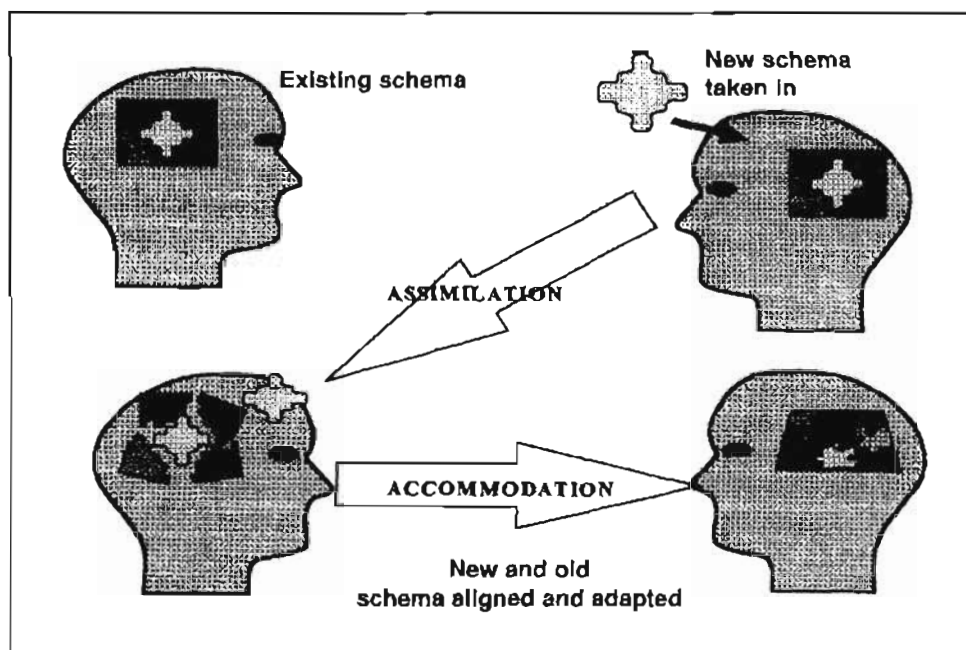 Existing schema
New schema
taken in
ASSIMILATION
ACCOMMODATION
New and old
schema aligned and adapted